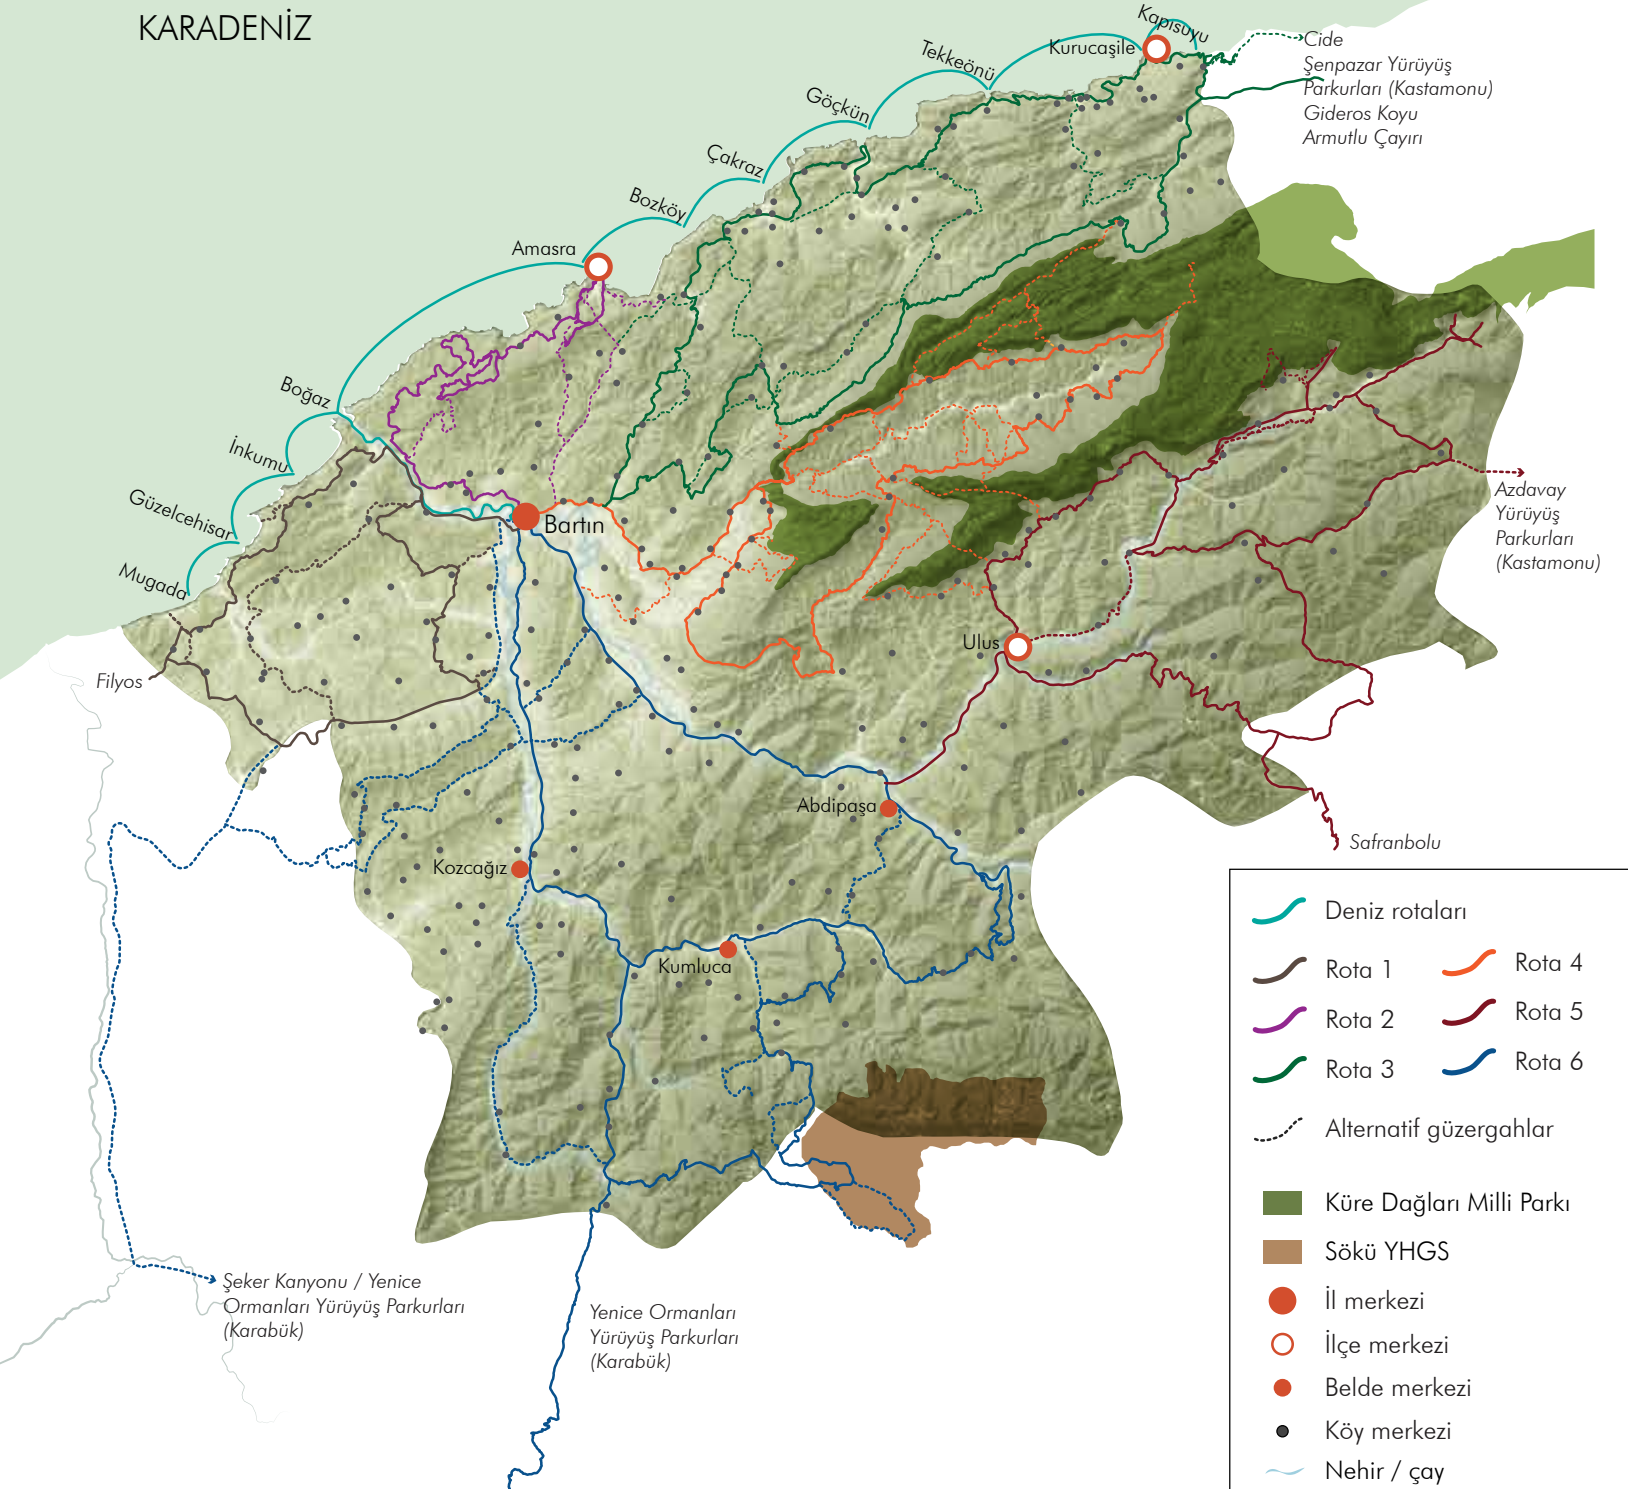 KARADENİZ
Kapısuyu
Kurucaşile
Tekkeönü
Göçkün
Çakraz
Bozköy
Amasra
Boğaz
İnkumu
Güzelcehisar
Mugada
Filyos
Cide
Şenpazar Yürüyüş
Parkurları (Kastamonu)
Gideros Koyu
Armutlu Çayırı
Bartın
Azdavay
Yürüyüş
Parkurları
(Kastamonu)
Ulus
Abdipaşa
Safranbolu
Kozcağız
Kumluca
Şeker Kanyonu / Yenice
Ormanları Yürüyüş Parkurları
(Karabük)
Yenice Ormanları
Yürüyüş Parkurları
(Karabük)
Deniz rotaları
Rota 1
Rota 2
Rota 3
Rota 4
Rota 5
Rota 6
Alternatif güzergahlar
Küre Dağları Milli Parkı
Sökü YHGS
İl merkezi
İlçe merkezi
Belde merkezi
Köy merkezi
Nehir / çay